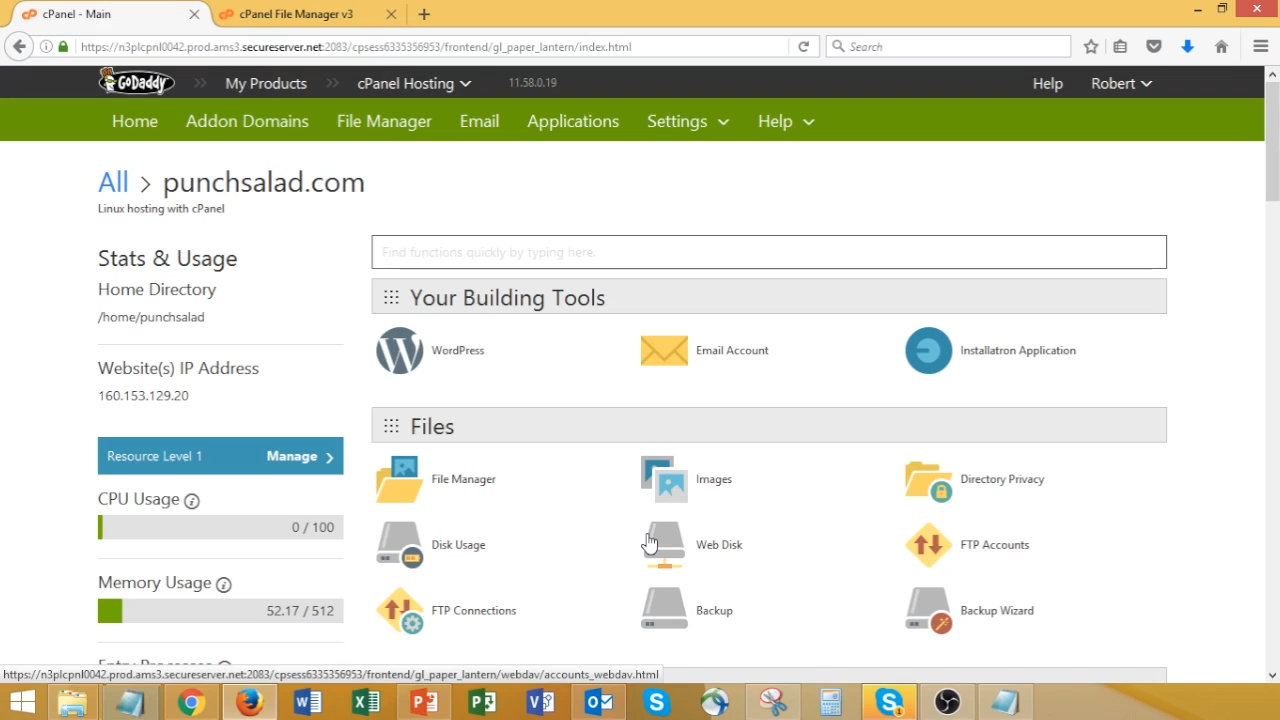 cPanel - Main
cPanel File Manager v3
https://n3plcpnl0042.prod.ams3.secureserver.net:2083/cpsess6335356953/frontend/gl_paper_lantern/index.html
Search
GoDaddy
My Products
cPanel Hosting
11.58.0.19
Help
Robert
Home
Addon Domains
File Manager
Email
Applications
Settings
Help
All > punchsalad.com
Linux hosting with cPanel
Stats & Usage
Home Directory
/home/punchsalad
Website(s) IP Address
160.153.129.20
Resource Level 1
Manage
CPU Usage
0 / 100
Memory Usage
52.17 / 512
Find functions quickly by typing here.
Your Building Tools
WordPress
Email Account
Installatron Application
Files
File Manager
Images
Directory Privacy
Disk Usage
Web Disk
FTP Accounts
FTP Connections
Backup
Backup Wizard
https://n3plcpnl0042.prod.ams3.secureserver.net:2083/cpsess6335356953/frontend/gl_paper_lantern/webdav/accounts_webdav.html